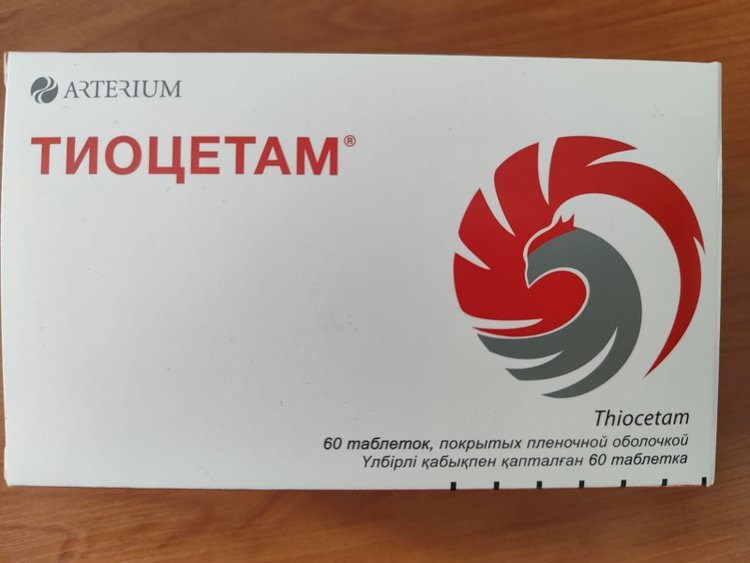 ARTERIUM
ТИОЦЕТАМ®
Thiocetam
60 таблеток, покрытых пленочной оболочкой
Үлбірлі қабықпен қапталған 60 таблетка